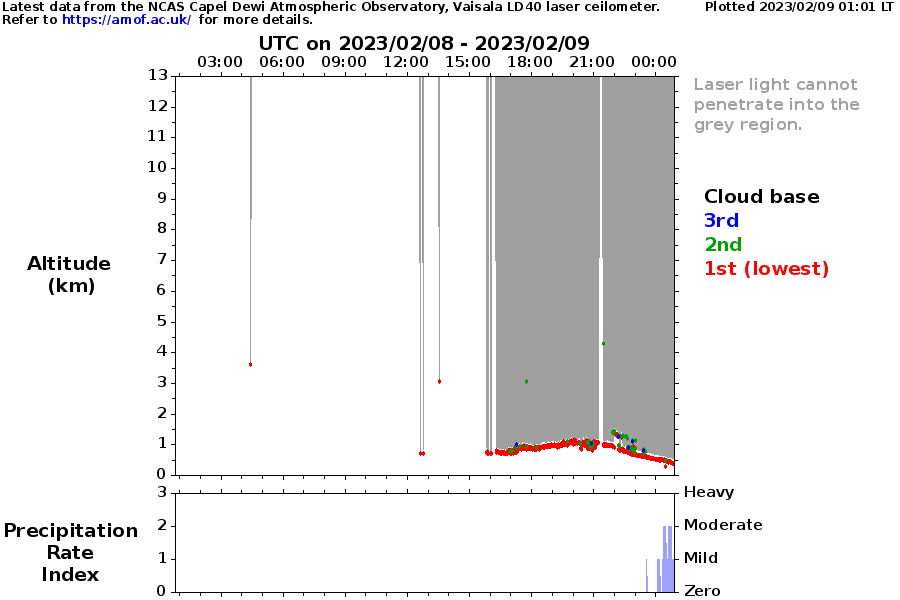 Latest data from the NCAS Capel Dewi Atmospheric Observatory, Vaisala LD40 laser ceilometer. Plotted 2023/02/09 01:01 LT
Refer to https://amof.ac.uk/ for more details.
UTC on 2023/02/08 - 2023/02/09
03:00 06:00 09:00 12:00 15:00 18:00 21:00 00:00
13
12
11
10
9
8
7
6
5
4
3
2
1
0
Altitude
(km)
Laser light cannot
penetrate into the
grey region.
Cloud base
3rd
2nd
1st (lowest)
3 Heavy
2 Moderate
1 Mild
0 Zero
Precipitation
Rate
Index